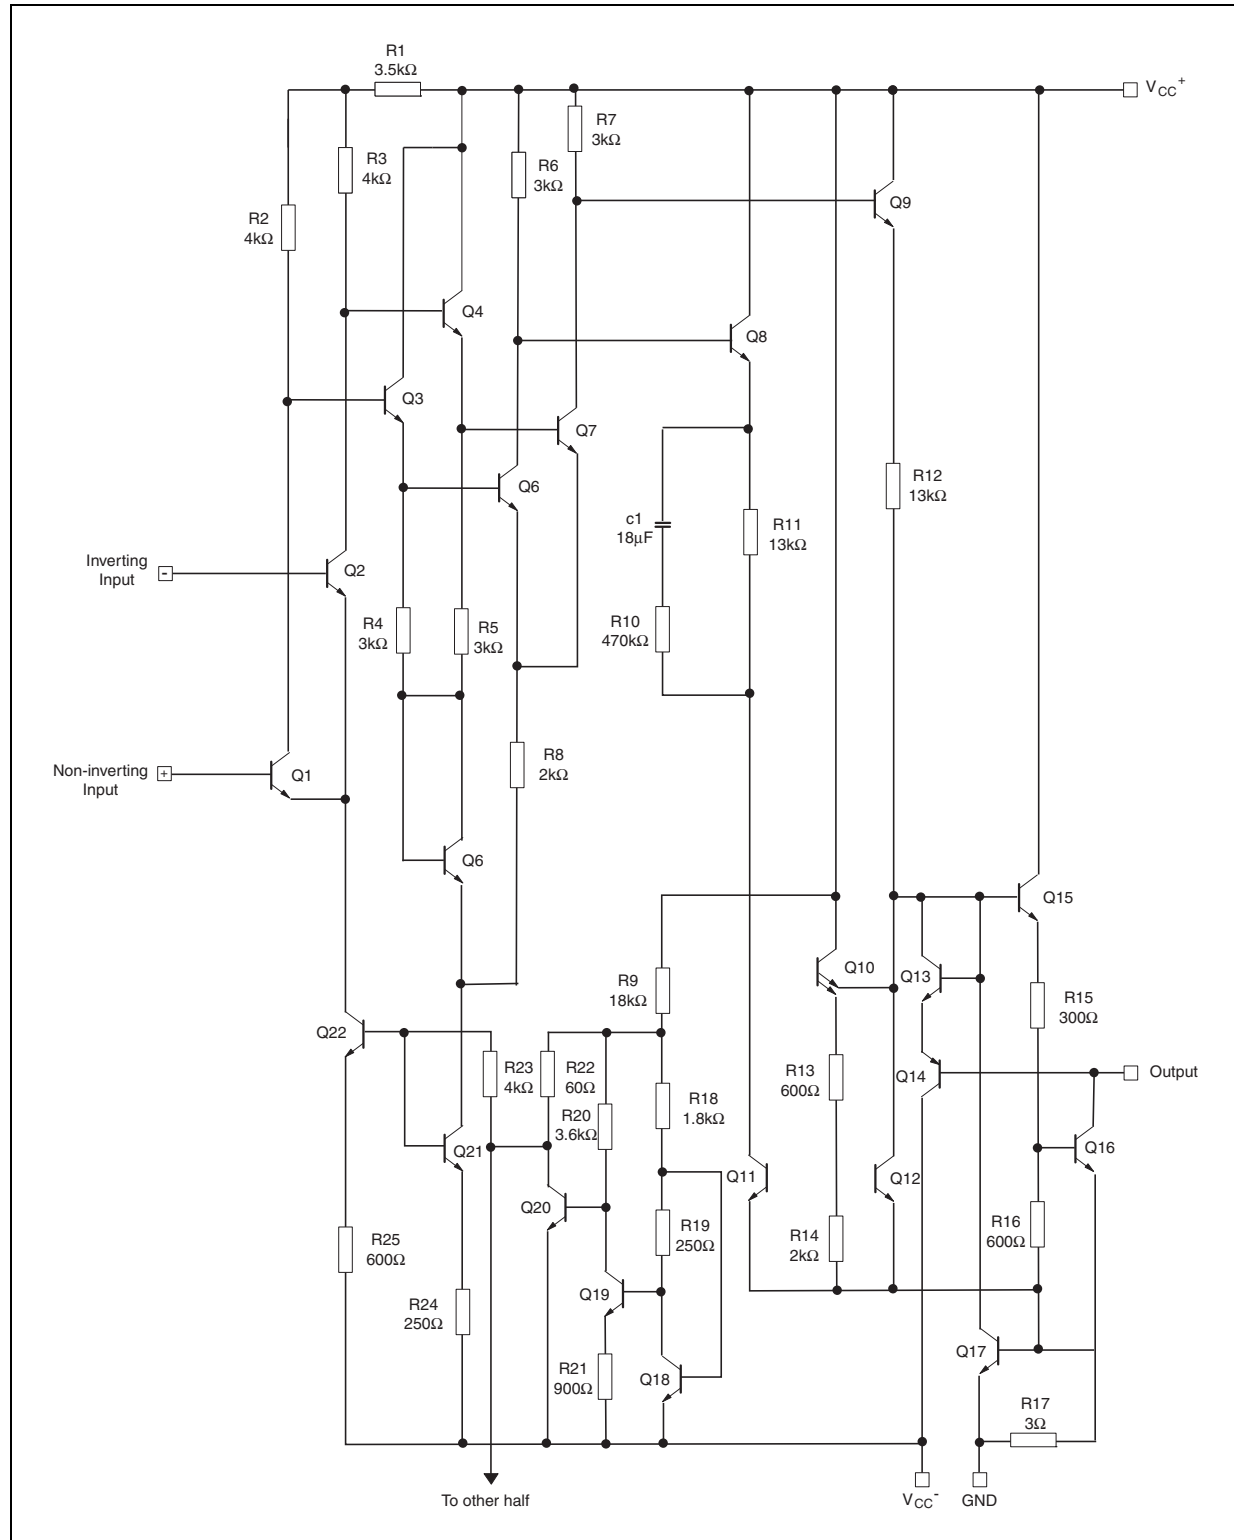 R1
3.5kΩ
VCC+
R7
3kΩ
R3
4kΩ
R6
3kΩ
Q9
R2
4kΩ
Q4
Q8
Q3
Q7
Q6
R12
13kΩ
c1
18μF
R11
13kΩ
Inverting
Input
-
Q2
R4
3kΩ
R5
3kΩ
R10
470kΩ
Non-inverting
Input
+
Q1
R8
2kΩ
Q6
Q15
R9
18kΩ
Q10
Q13
R15
300Ω
Q22
R23
4kΩ
R22
60Ω
R13
600Ω
Q14
Output
R20
3.6kΩ
R18
1.8kΩ
Q21
Q16
Q20
Q11
Q12
R19
250Ω
R14
2kΩ
R16
600Ω
R25
600Ω
R24
250Ω
Q19
Q17
R21
900Ω
Q18
R17
3Ω
To other half
VCC-
GND